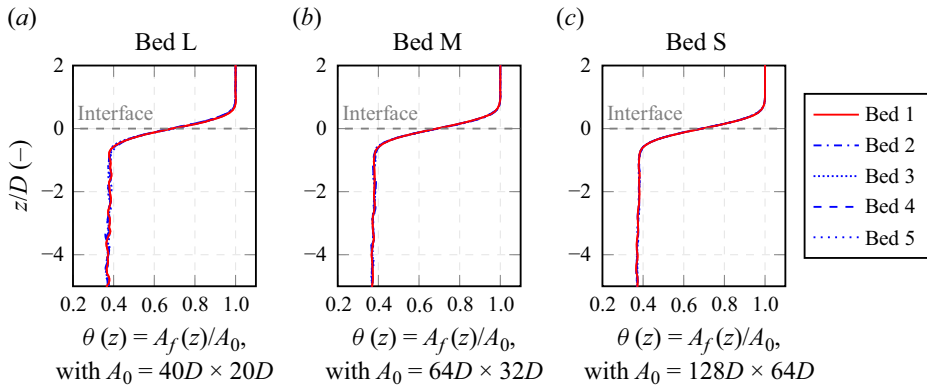 (a)
Bed L
2
0
−2
−4
z/D (–)
Interface
0.2 0.4 0.6 0.8 1.0
θ (z) = A_f (z)/A_0,
with A_0 = 40D × 20D
(b)
Bed M
2
0
−2
−4
Interface
0.2 0.4 0.6 0.8 1.0
θ (z) = A_f (z)/A_0,
with A_0 = 64D × 32D
(c)
Bed S
2
0
−2
−4
Interface
0.2 0.4 0.6 0.8 1.0
θ (z) = A_f (z)/A_0,
with A_0 = 128D × 64D
Bed 1
Bed 2
Bed 3
Bed 4
Bed 5